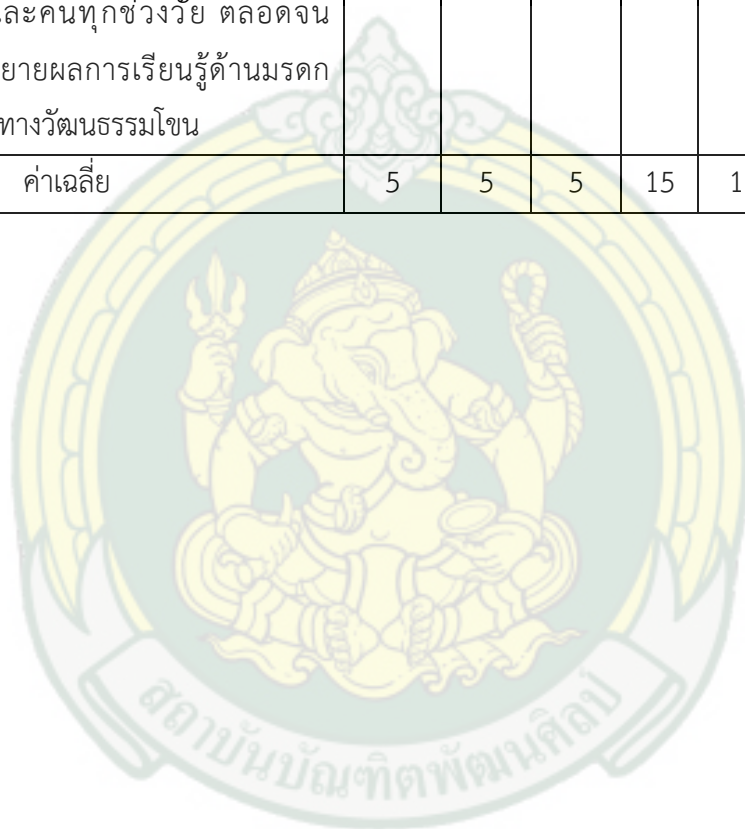 และคนทุกช่วงวัย ตลอดจน
ยายผลการเรียนรู้ด้านมรดก
ทางวัฒนธรรมโขน
ค่าเฉลี่ย 5 5 5 15 1
สถาบันบัณฑิตพัฒนศิลป์